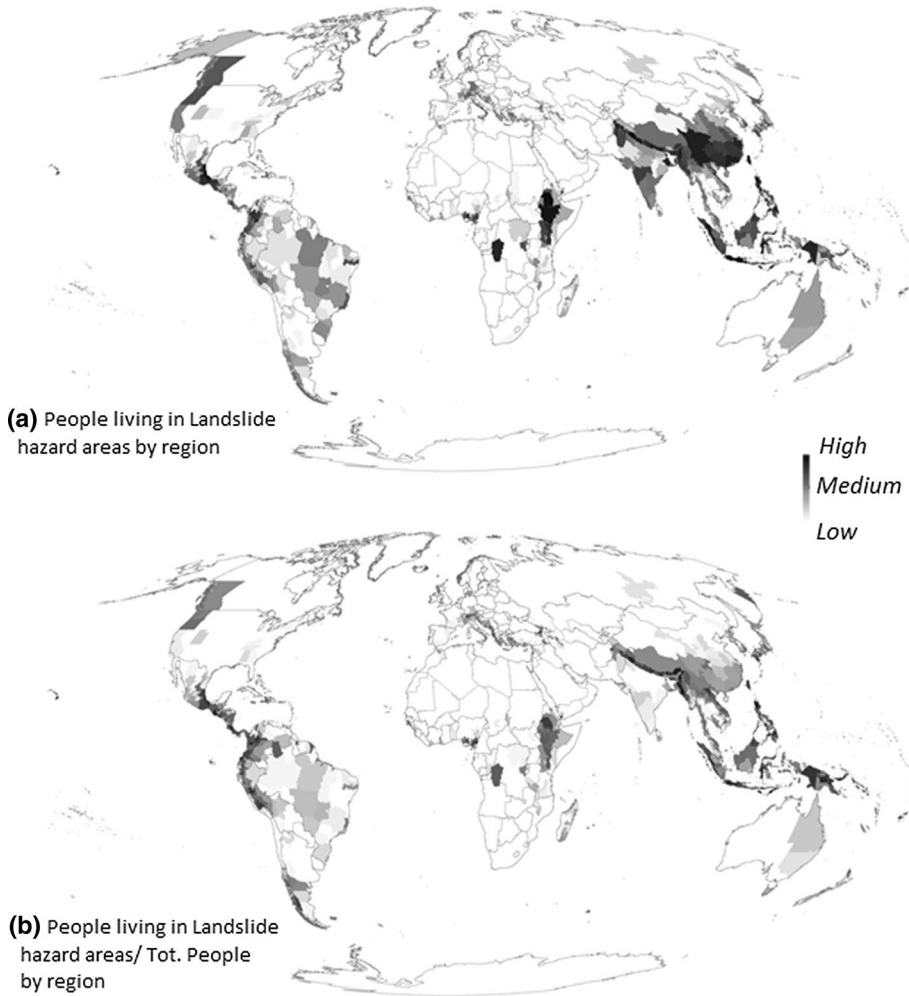 (a) People living in Landslide
hazard areas by region
High
Medium
Low
(b) People living in Landslide
hazard areas/ Tot. People
by region